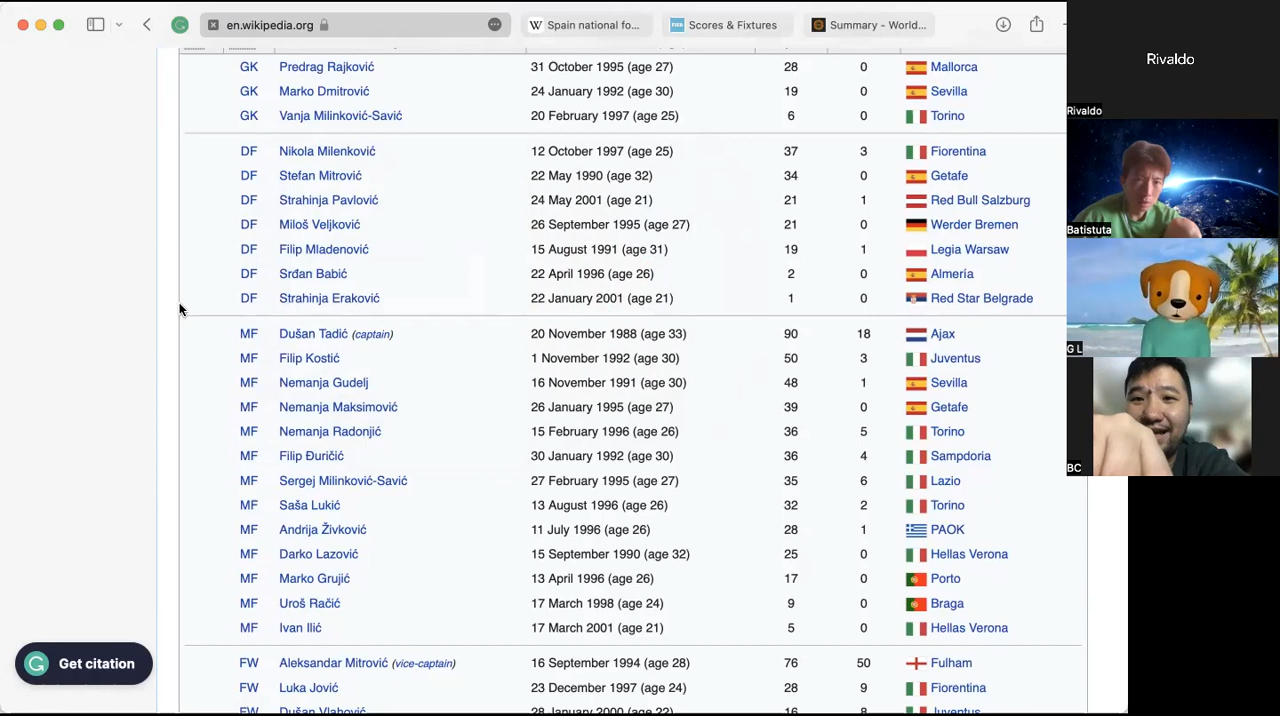 en.wikipedia.org
Spain national fo...
Scores & Fixtures
Summary - World...
GK Predrag Rajković 31 October 1995 (age 27) 28 0 Mallorca
GK Marko Dmitrović 24 January 1992 (age 30) 19 0 Sevilla
GK Vanja Milinković-Savić 20 February 1997 (age 25) 6 0 Torino
DF Nikola Milenković 12 October 1997 (age 25) 37 3 Fiorentina
DF Stefan Mitrović 22 May 1990 (age 32) 34 0 Getafe
DF Strahinja Pavlović 24 May 2001 (age 21) 21 1 Red Bull Salzburg
DF Miloš Veljković 26 September 1995 (age 27) 21 0 Werder Bremen
DF Filip Mladenović 15 August 1991 (age 31) 19 1 Legia Warsaw
DF Srđan Babić 22 April 1996 (age 26) 2 0 Almería
DF Strahinja Eraković 22 January 2001 (age 21) 1 0 Red Star Belgrade
MF Dušan Tadić (captain) 20 November 1988 (age 33) 90 18 Ajax
MF Filip Kostić 1 November 1992 (age 30) 50 3 Juventus
MF Nemanja Gudelj 16 November 1991 (age 30) 48 1 Sevilla
MF Nemanja Maksimović 26 January 1995 (age 27) 39 0 Getafe
MF Nemanja Radonjić 15 February 1996 (age 26) 36 5 Torino
MF Filip Đuričić 30 January 1992 (age 30) 36 4 Sampdoria
MF Sergej Milinković-Savić 27 February 1995 (age 27) 35 6 Lazio
MF Saša Lukić 13 August 1996 (age 26) 32 2 Torino
MF Andrija Živković 11 July 1996 (age 26) 28 1 PAOK
MF Darko Lazović 15 September 1990 (age 32) 25 0 Hellas Verona
MF Marko Grujić 13 April 1996 (age 26) 17 0 Porto
MF Uroš Račić 17 March 1998 (age 24) 9 0 Braga
MF Ivan Ilić 17 March 2001 (age 21) 5 0 Hellas Verona
FW Aleksandar Mitrović (vice-captain) 16 September 1994 (age 28) 76 50 Fulham
FW Luka Jović 23 December 1997 (age 24) 28 9 Fiorentina
FW Dušan Vlahović 28 January 2000 (age 22) 16 8 Juventus
Get citation
Rivaldo
Rivaldo
Batistuta
G L
BC